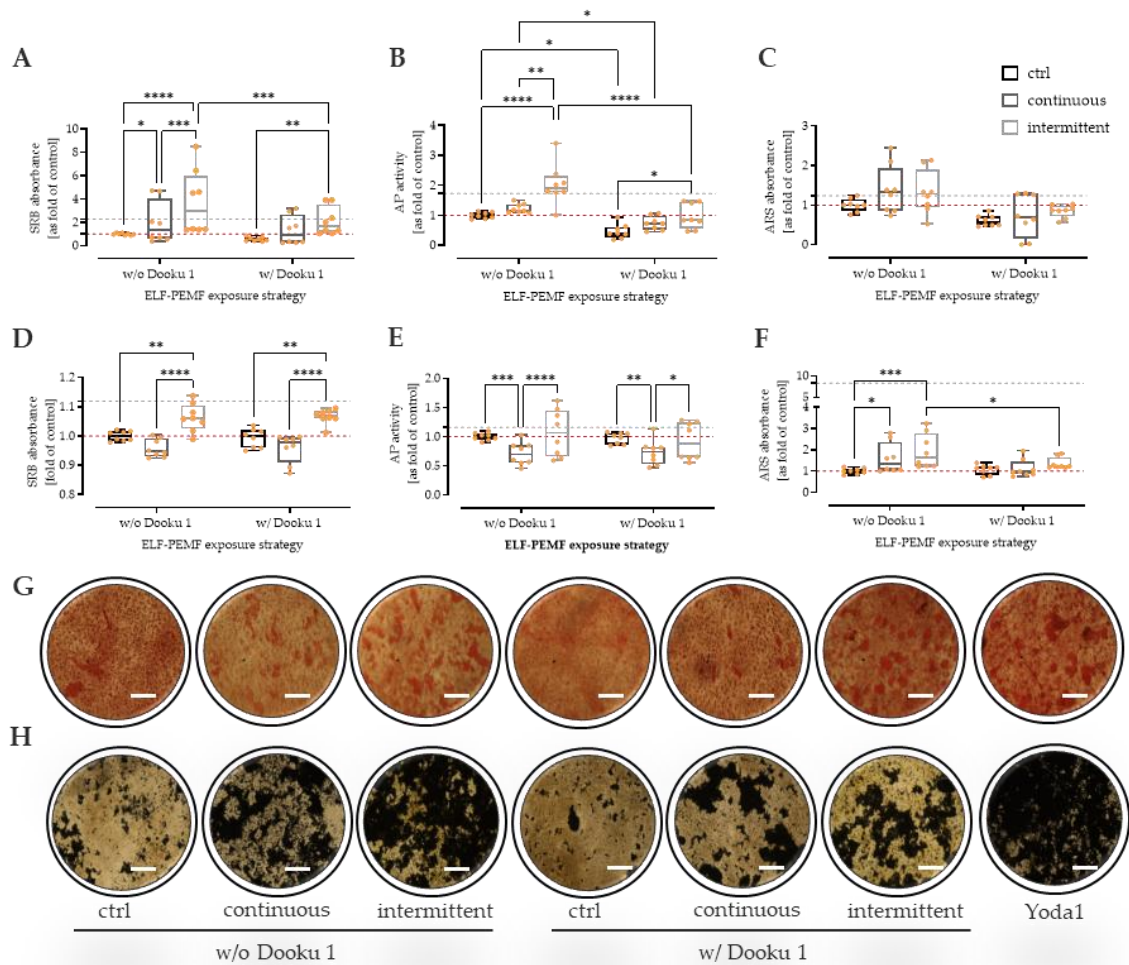 A
B
C
ctrl
continuous
intermittent
****
*
***
***
**
SRB absorbance
[as fold of control]
10
8
6
4
2
0
w/o Dooku 1
w/ Dooku 1
ELF-PEMF exposure strategy
*
*
**
****
****
*
AP activity
[as fold of control]
4
3
2
1
0
w/o Dooku 1
w/ Dooku 1
ELF-PEMF exposure strategy
ARS absorbance
[as fold of control]
3
2
1
0
w/o Dooku 1
w/ Dooku 1
ELF-PEMF exposure strategy
D
E
F
**
****
**
****
SRB absorbance
[fold of control]
1.2
1.1
1.0
0.9
0.8
w/o Dooku 1
w/ Dooku 1
ELF-PEMF exposure strategy
***
****
**
*
AP activity
[as fold of control]
2.0
1.5
1.0
0.5
0.0
w/o Dooku 1
w/ Dooku 1
ELF-PEMF exposure strategy
***
*
*
ARS absorbance
[as fold of control]
10
5
4
3
2
1
0
w/o Dooku 1
w/ Dooku 1
ELF-PEMF exposure strategy
G
H
ctrl
continuous
intermittent
ctrl
continuous
intermittent
Yoda1
w/o Dooku 1
w/ Dooku 1